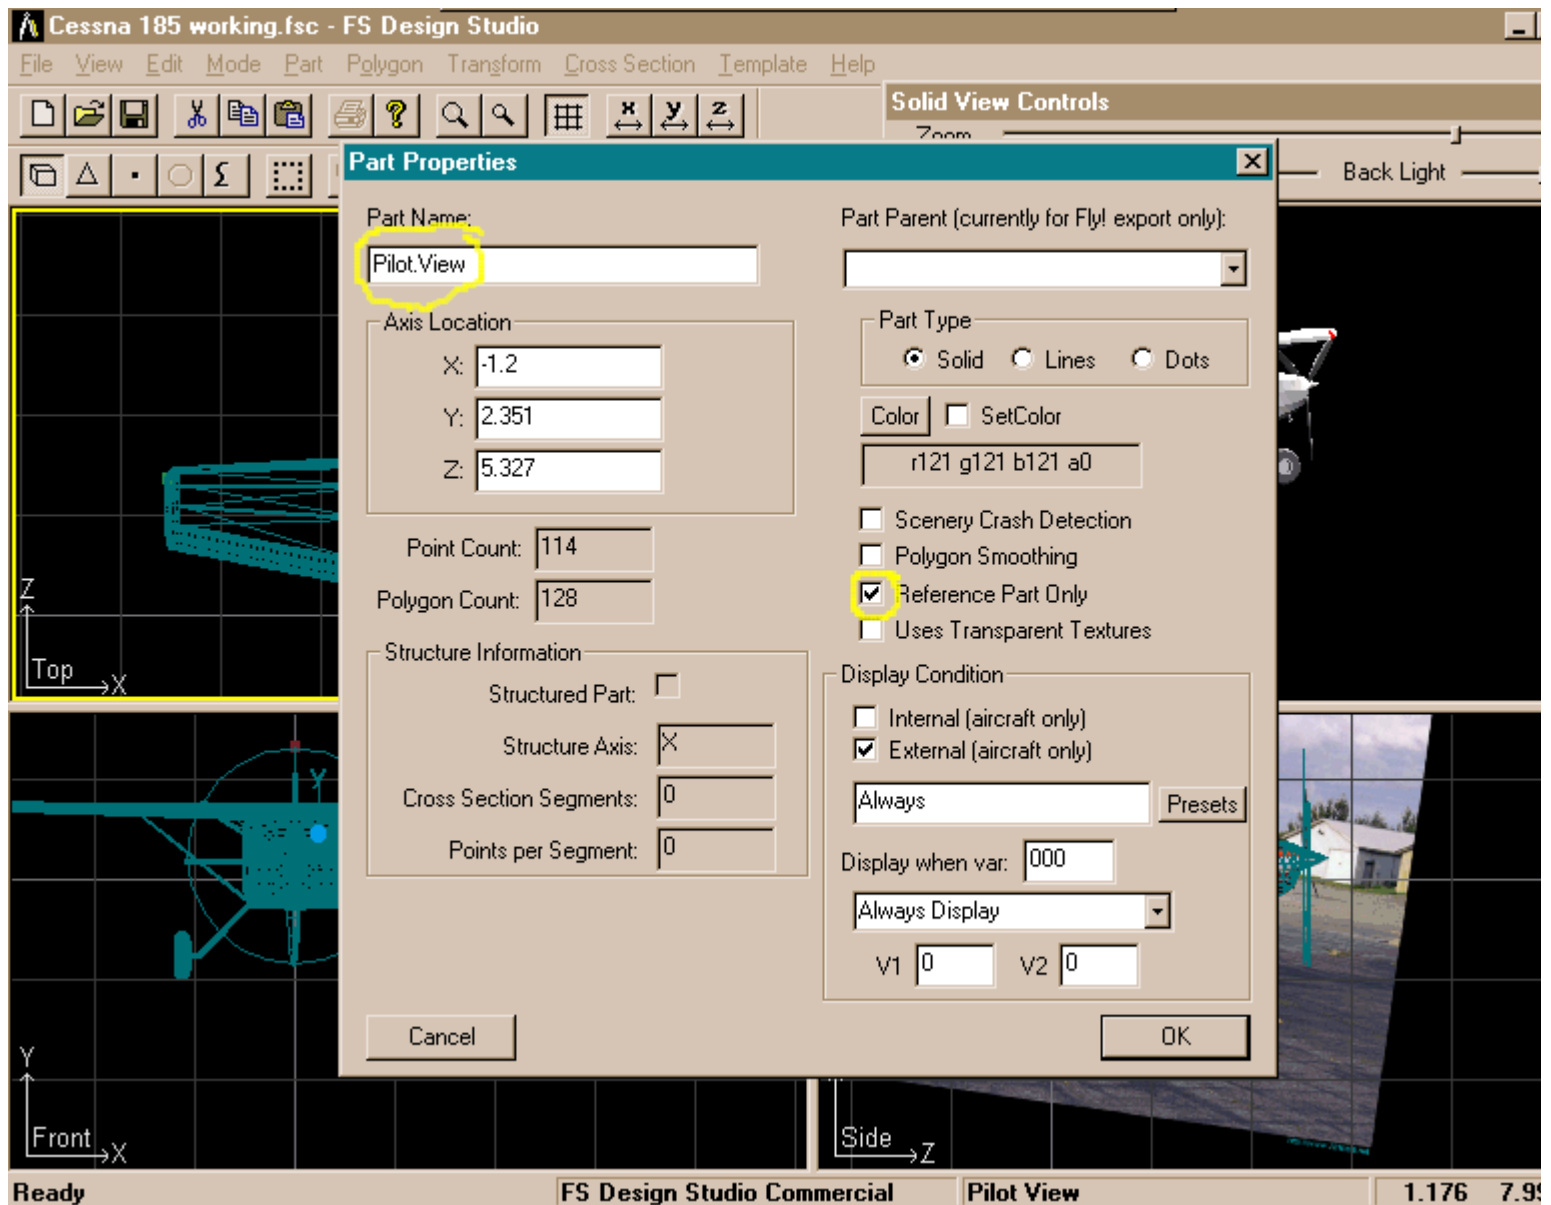 Cessna 185 working.fsc - FS Design Studio
File View Edit Mode Part Polygon Transform Cross Section Template Help
Solid View Controls
Zoom
Back Light
Part Properties
Part Name:
Pilot.View
Part Parent (currently for Fly! export only):
Axis Location
X: -1.2
Y: 2.351
Z: 5.327
Part Type
Solid Lines Dots
Color SetColor
r121 g121 b121 a0
Scenery Crash Detection
Polygon Smoothing
Reference Part Only
Uses Transparent Textures
Point Count: 114
Polygon Count: 128
Structure Information
Structured Part:
Structure Axis: X
Cross Section Segments: 0
Points per Segment: 0
Display Condition
Internal (aircraft only)
External (aircraft only)
Always Presets
Display when var: 000
Always Display
V1 0 V2 0
Cancel OK
Z
Top X
Y
Y
Front X
Side Z
Ready FS Design Studio Commercial Pilot View 1.176 7.99